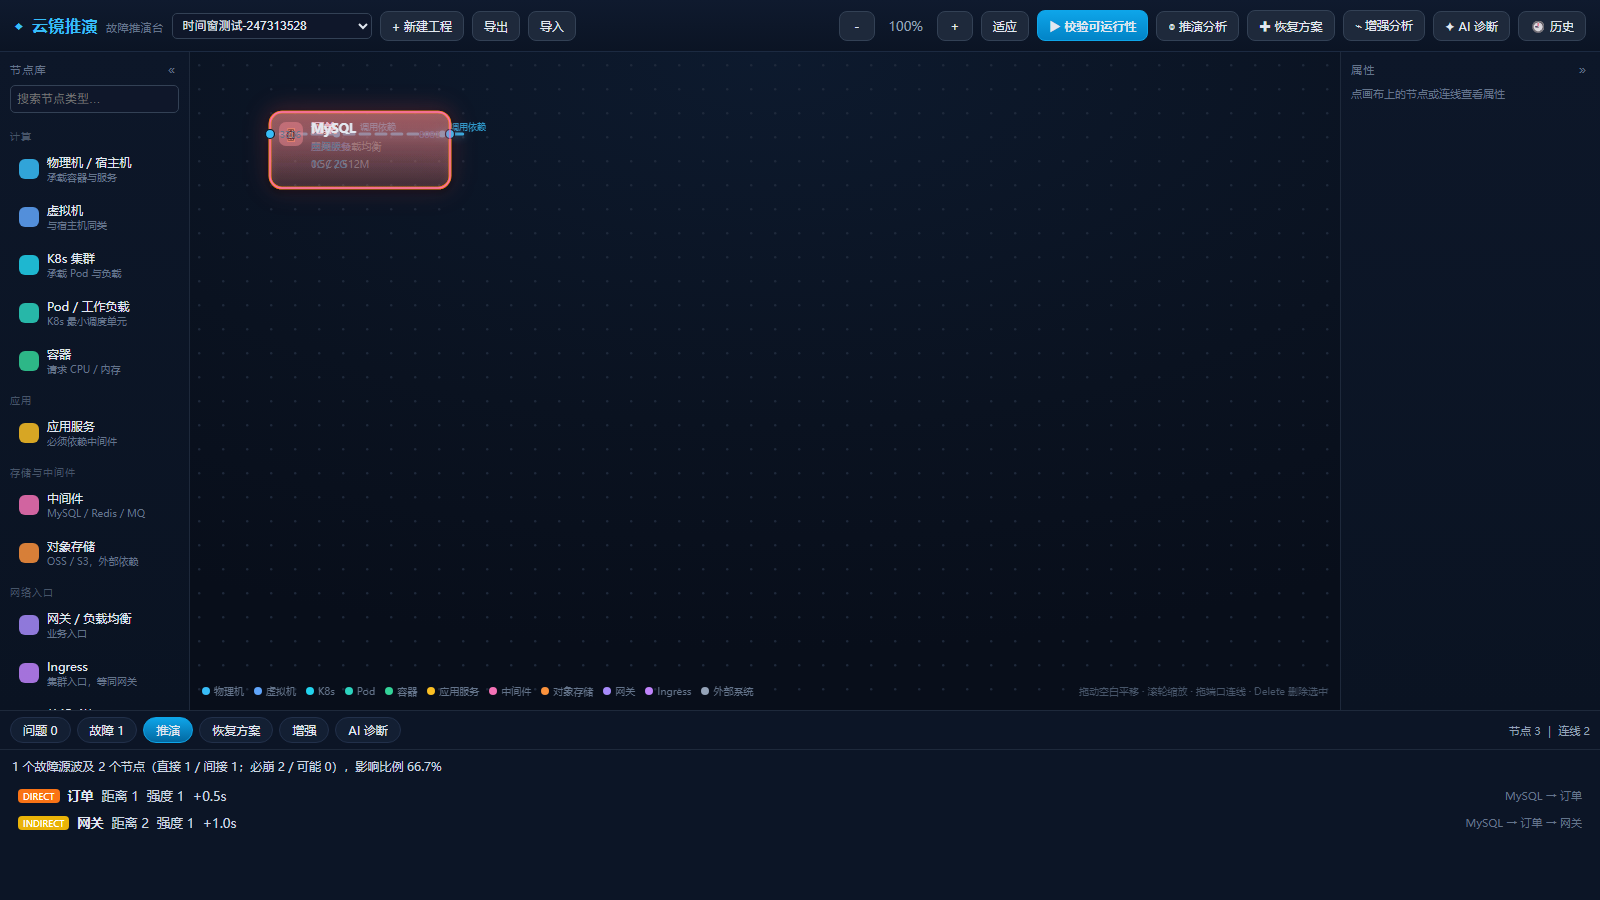 云镜推演 故障推演台 时间窗测试-247313528 + 新建工程 导出 导入 - 100% + 适应 ▶ 校验可运行性 推演分析 ✚ 恢复方案 增强分析 ✦ AI 诊断 历史
节点库 «
搜索节点类型...
计算
物理机 / 宿主机
承载容器与服务
虚拟机
与宿主机同类
K8s 集群
承载 Pod 与负载
Pod / 工作负载
K8s 最小调度单元
容器
请求 CPU / 内存
应用
应用服务
必须依赖中间件
存储与中间件
中间件
MySQL / Redis / MQ
对象存储
OSS / S3，外部依赖
网络入口
网关 / 负载均衡
业务入口
Ingress
集群入口，等同网关
MySQL
调用依赖
调用依赖
属性 »
点画布上的节点或连线查看属性
物理机 虚拟机 K8s Pod 容器 应用服务 中间件 对象存储 网关 Ingress 外部系统
拖动空白平移 · 滚轮缩放 · 拖端口连线 · Delete 删除选中
问题 0 故障 1 推演 恢复方案 增强 AI 诊断 节点 3 | 连线 2
1 个故障源波及 2 个节点（直接 1 / 间接 1；必崩 2 / 可能 0），影响比例 66.7%
DIRECT 订单 距离 1 强度 1 +0.5s MySQL → 订单
INDIRECT 网关 距离 2 强度 1 +1.0s MySQL → 订单 → 网关